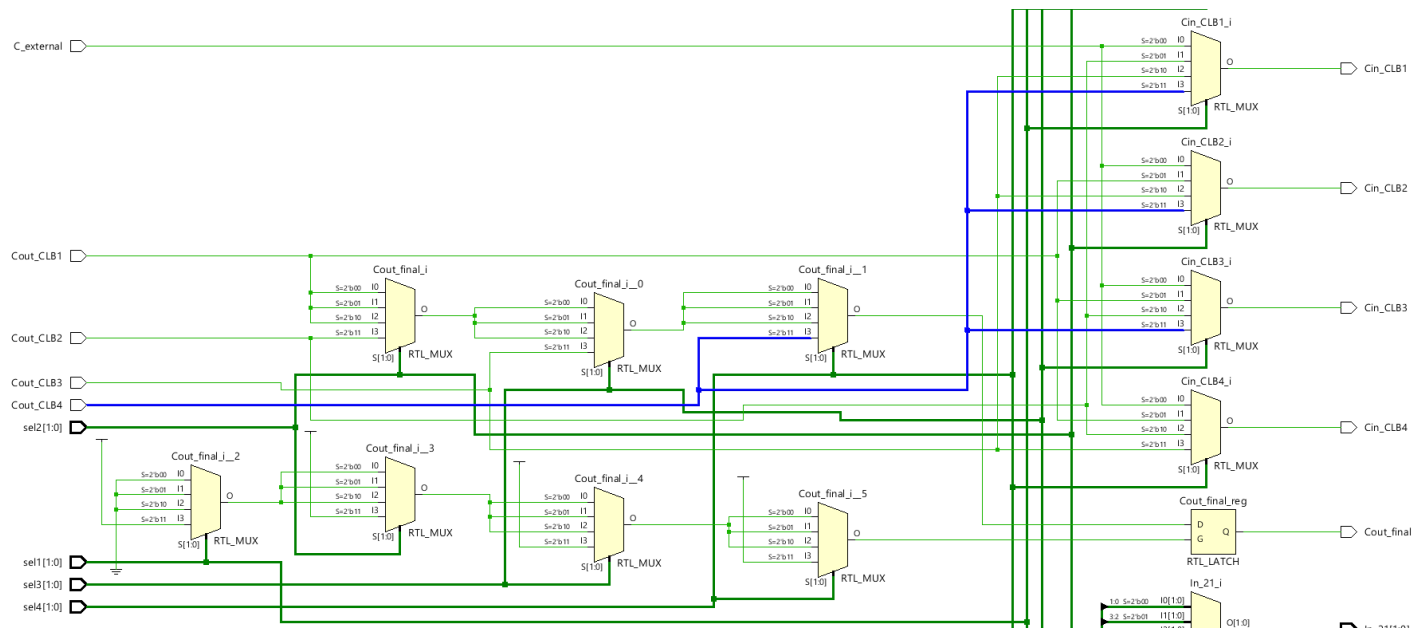 C_external
Cin_CLB1_i
S=2'b00 I0
S=2'b01 I1
S=2'b10 I2
S=2'b11 I3
O
S[1:0]
RTL_MUX
Cin_CLB1
Cin_CLB2_i
S=2'b00 I0
S=2'b01 I1
S=2'b10 I2
S=2'b11 I3
O
S[1:0]
RTL_MUX
Cin_CLB2
Cout_CLB1
Cout_final_i
S=2'b00 I0
S=2'b01 I1
S=2'b10 I2
S=2'b11 I3
O
S[1:0]
RTL_MUX
Cout_final_i__0
S=2'b00 I0
S=2'b01 I1
S=2'b10 I2
S=2'b11 I3
O
S[1:0]
RTL_MUX
Cout_final_i__1
S=2'b00 I0
S=2'b01 I1
S=2'b10 I2
S=2'b11 I3
O
S[1:0]
RTL_MUX
Cin_CLB3_i
S=2'b00 I0
S=2'b01 I1
S=2'b10 I2
S=2'b11 I3
O
S[1:0]
RTL_MUX
Cin_CLB3
Cout_CLB2
Cout_CLB3
Cout_CLB4
sel2[1:0]
Cin_CLB4_i
S=2'b00 I0
S=2'b01 I1
S=2'b10 I2
S=2'b11 I3
O
S[1:0]
RTL_MUX
Cin_CLB4
Cout_final_i__2
S=2'b00 I0
S=2'b01 I1
S=2'b10 I2
S=2'b11 I3
O
S[1:0]
RTL_MUX
Cout_final_i__3
S=2'b00 I0
S=2'b01 I1
S=2'b10 I2
S=2'b11 I3
O
S[1:0]
RTL_MUX
Cout_final_i__4
S=2'b00 I0
S=2'b01 I1
S=2'b10 I2
S=2'b11 I3
O
S[1:0]
RTL_MUX
Cout_final_i__5
S=2'b00 I0
S=2'b01 I1
S=2'b10 I2
S=2'b11 I3
O
S[1:0]
RTL_MUX
Cout_final_reg
D
G
Q
RTL_LATCH
Cout_final
sel1[1:0]
sel3[1:0]
sel4[1:0]
In_21_i
1:0 S=2'b00 I0[1:0]
3:2 S=2'b01 I1[1:0]
O[1:0]